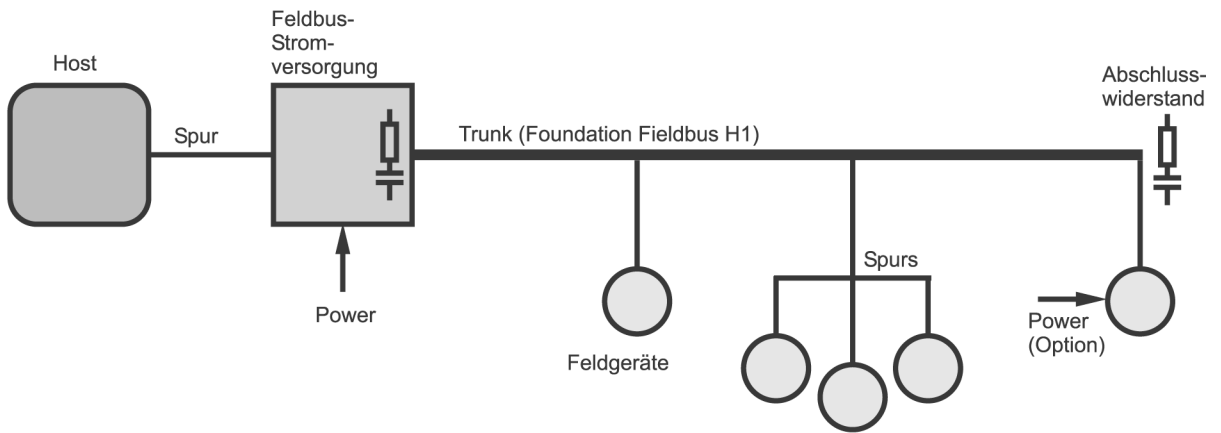 Host
Feldbus-
Strom-
versorgung
Spur
Trunk (Foundation Fieldbus H1)
Abschluss-
widerstand
Power
Feldgeräte
Spurs
Power
(Option)